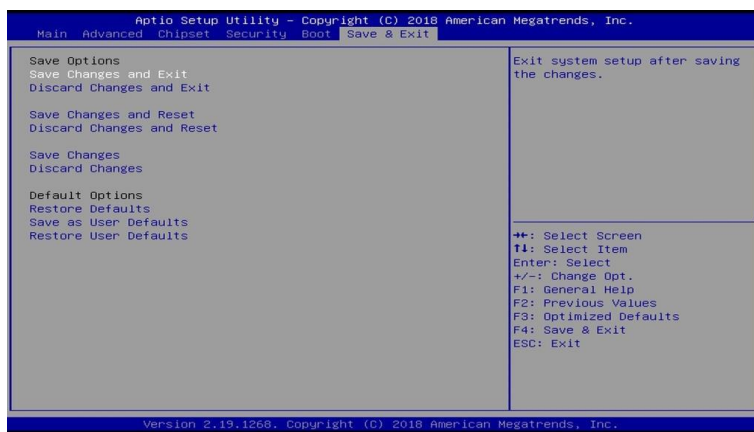 Aptio Setup Utility – Copyright (C) 2018 American Megatrends, Inc.
Main Advanced Chipset Security Boot Save & Exit
Save Options
Save Changes and Exit
Discard Changes and Exit
Save Changes and Reset
Discard Changes and Reset
Save Changes
Discard Changes
Default Options
Restore Defaults
Save as User Defaults
Restore User Defaults
Exit system setup after saving
the changes.
→←: Select Screen
↑↓: Select Item
Enter: Select
+/-: Change Opt.
F1: General Help
F2: Previous Values
F3: Optimized Defaults
F4: Save & Exit
ESC: Exit
Version 2.19.1268. Copyright (C) 2018 American Megatrends, Inc.